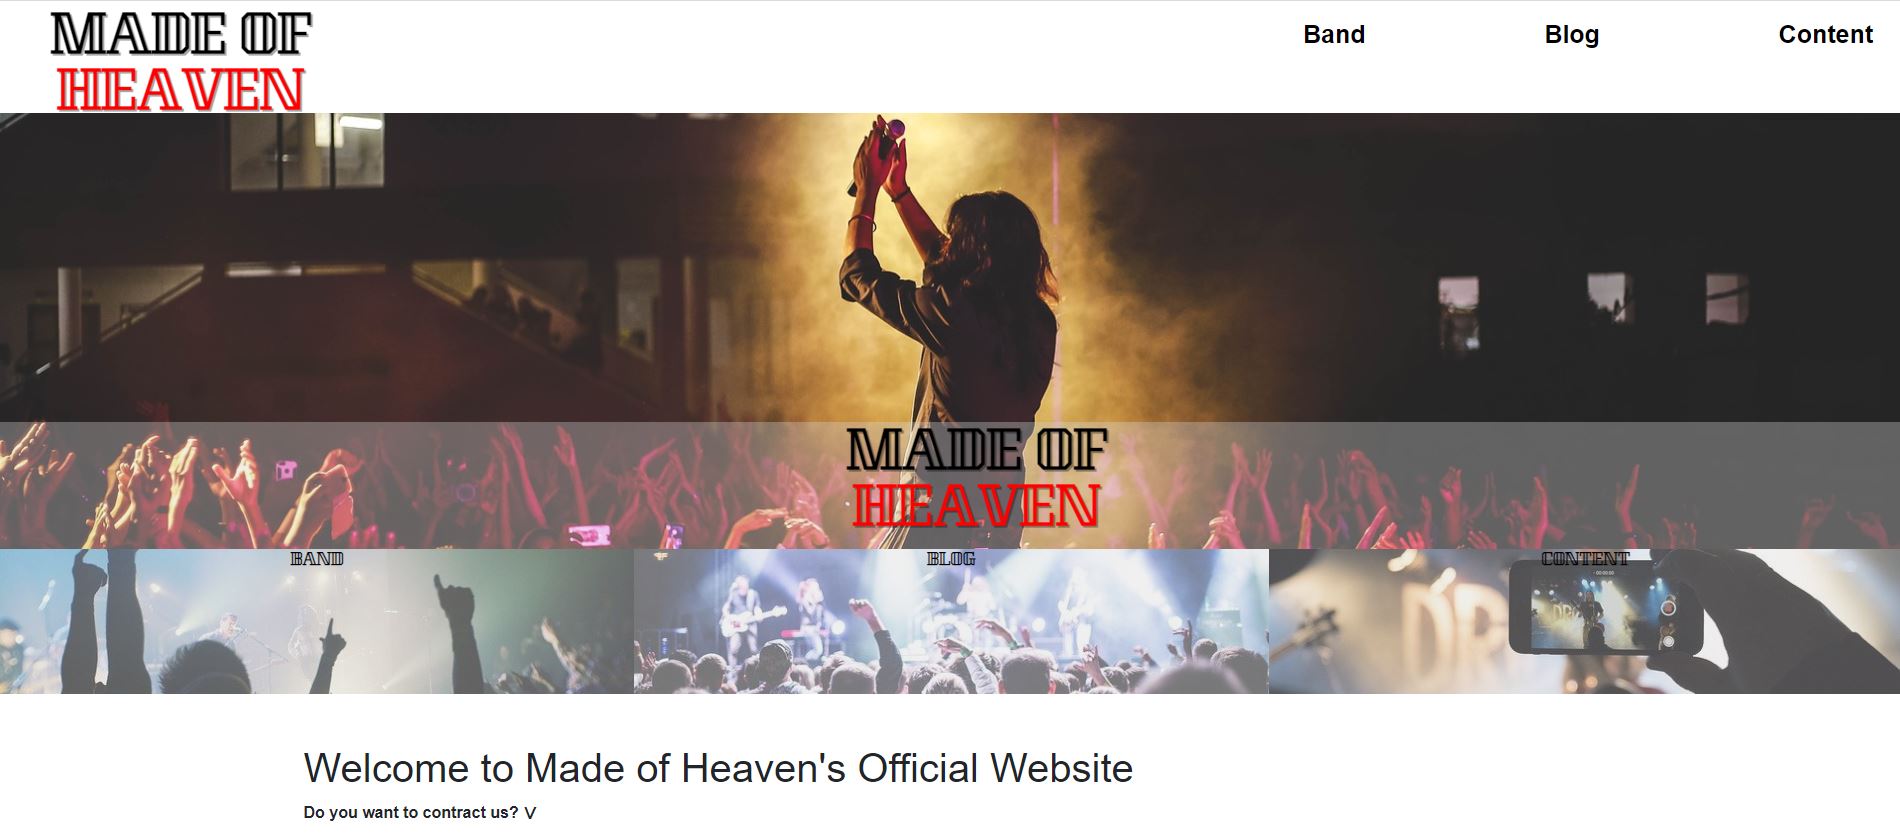 MADE OF
HEAVEN
Band
Blog
Content
MADE OF
HEAVEN
BAND
BLOG
CONTENT
Welcome to Made of Heaven's Official Website
Do you want to contract us? V